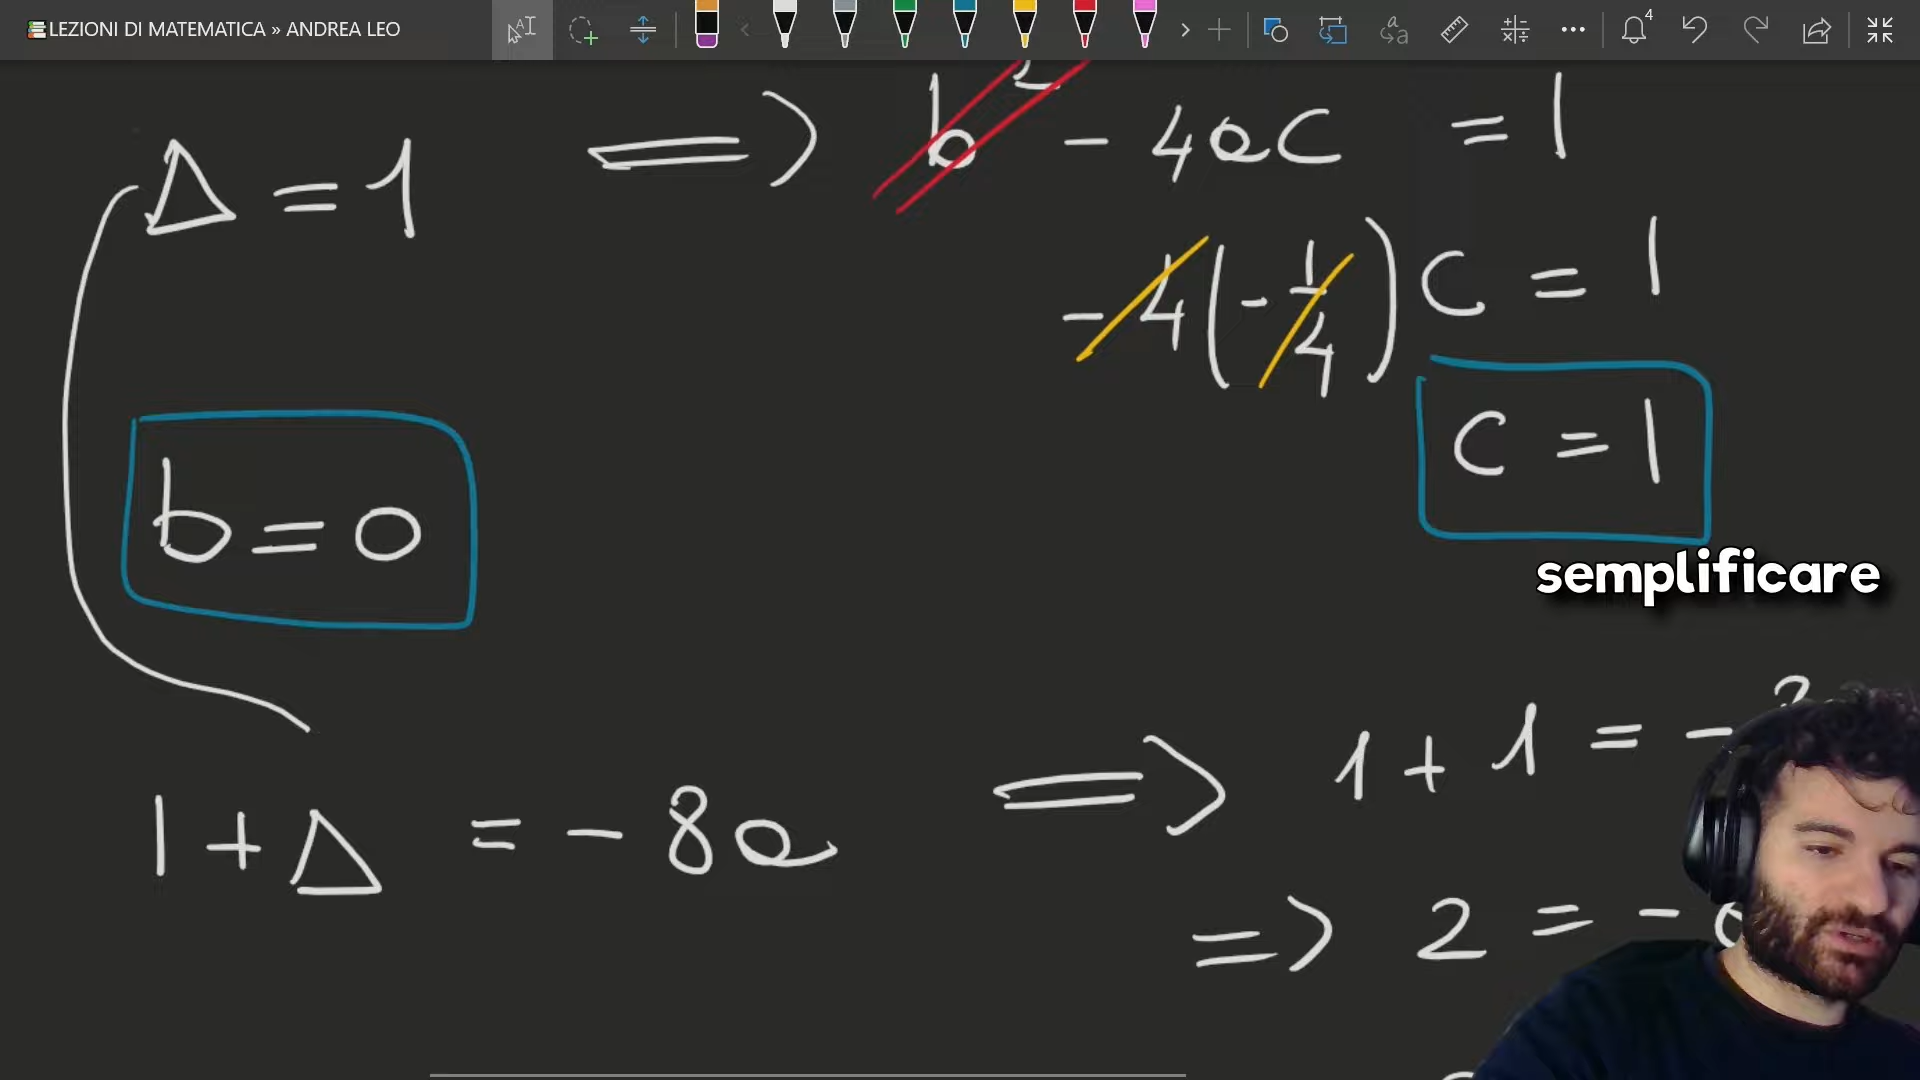 LEZIONI DI MATEMATICA » ANDREA LEO
4
Δ = 1 ⟹ b² - 4ac = 1
-4(-1/4)c = 1
c = 1
b = 0
semplificare
1 + Δ = -8a ⟹ 1 + 1 = -
⟹ 2 = -